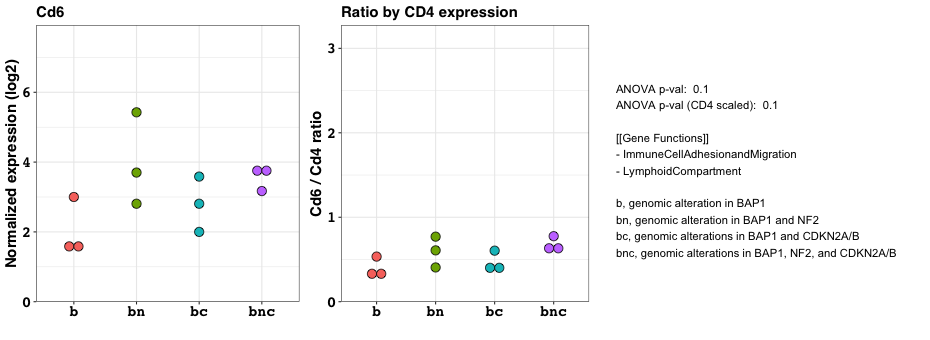 Cd6
Normalized expression (log2)
6
4
2
0
b bn bc bnc
Ratio by CD4 expression
Cd6 / Cd4 ratio
3
2
1
0
b bn bc bnc
ANOVA p-val: 0.1
ANOVA p-val (CD4 scaled): 0.1
[[Gene Functions]]
- ImmuneCellAdhesionandMigration
- LymphoidCompartment
b, genomic alteration in BAP1
bn, genomic alteration in BAP1 and NF2
bc, genomic alterations in BAP1 and CDKN2A/B
bnc, genomic alterations in BAP1, NF2, and CDKN2A/B